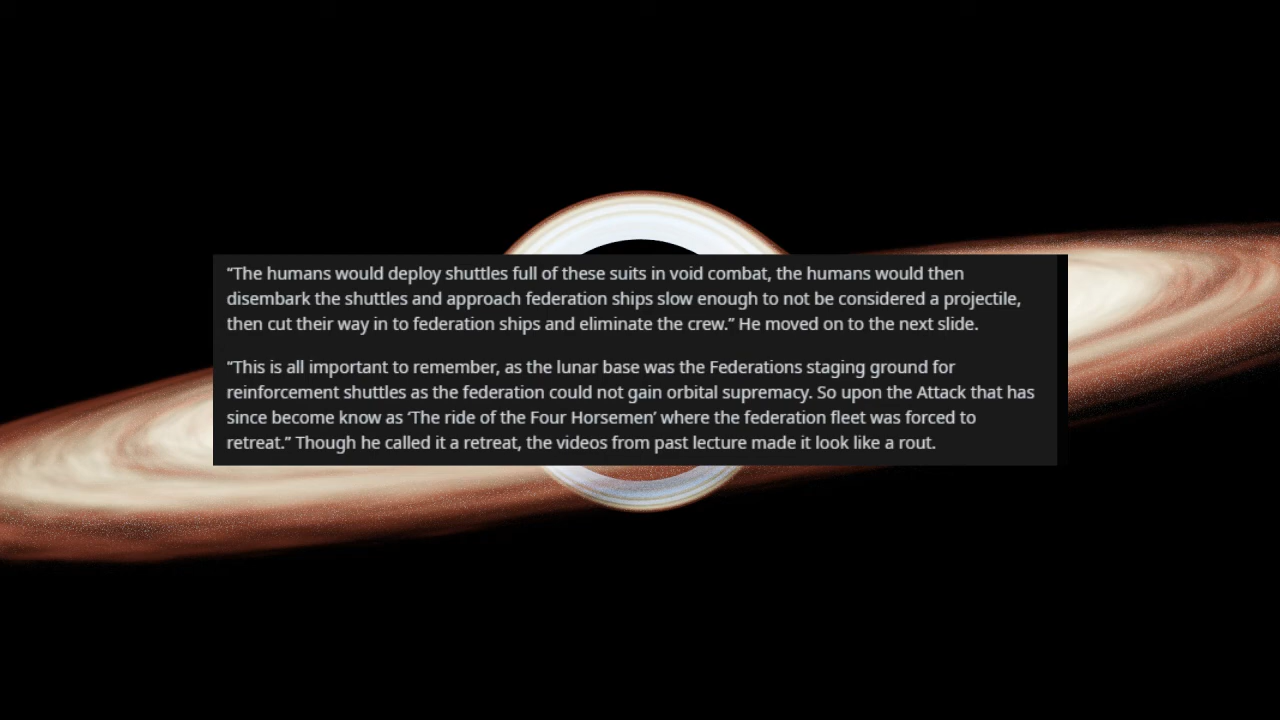 “The humans would deploy shuttles full of these suits in void combat, the humans would then
disembark the shuttles and approach federation ships slow enough to not be considered a projectile,
then cut their way in to federation ships and eliminate the crew.” He moved on to the next slide.
“This is all important to remember, as the lunar base was the Federations staging ground for
reinforcement shuttles as the federation could not gain orbital supremacy. So upon the Attack that has
since become know as ‘The ride of the Four Horsemen’ where the federation fleet was forced to
retreat.” Though he called it a retreat, the videos from past lecture made it look like a rout.